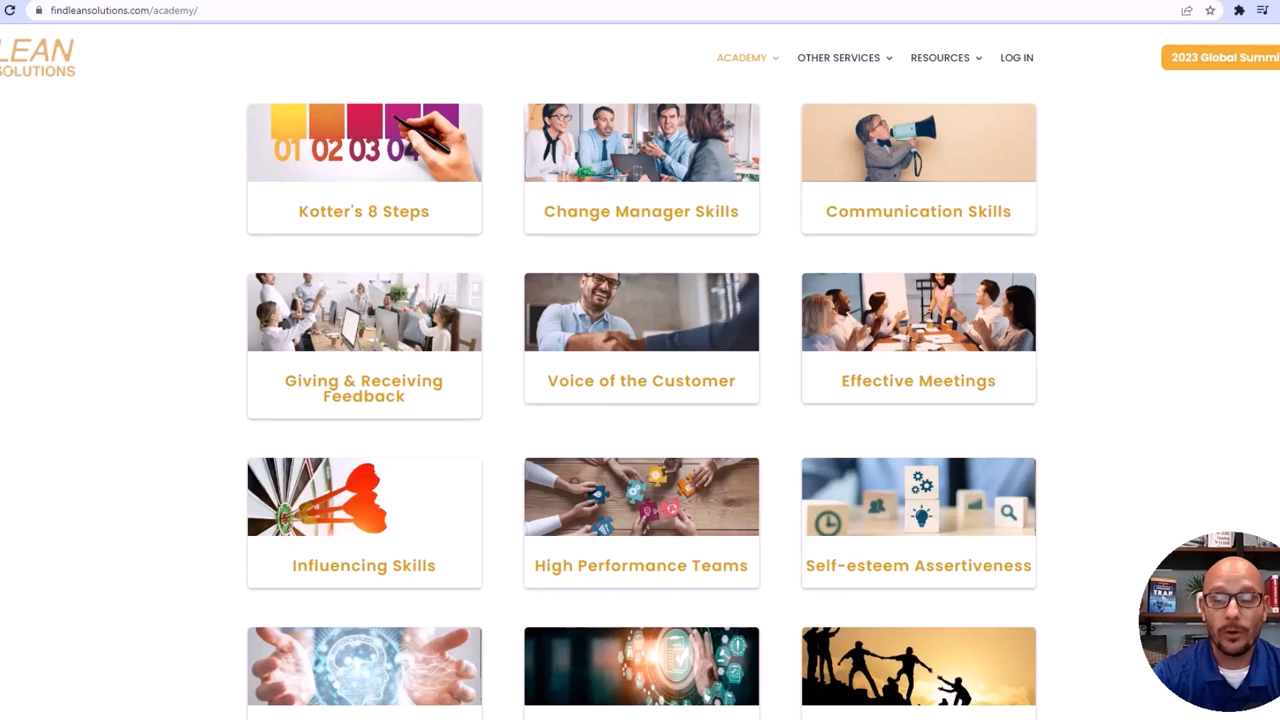 findleansolutions.com/academy/
LEAN
SOLUTIONS
ACADEMY
OTHER SERVICES
RESOURCES
LOG IN
2023 Global Summi
01 02 03 04
Kotter's 8 Steps
Change Manager Skills
Communication Skills
Giving & Receiving
Feedback
Voice of the Customer
Effective Meetings
Influencing Skills
High Performance Teams
Self-esteem Assertiveness
TRAP